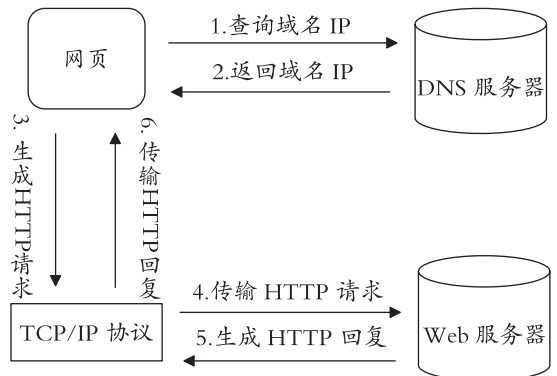 网页
1.查询域名 IP
2.返回域名 IP
DNS 服务器
3.生成HTTP请求
6.传输HTTP回复
TCP/IP 协议
4.传输 HTTP 请求
5.生成 HTTP 回复
Web 服务器